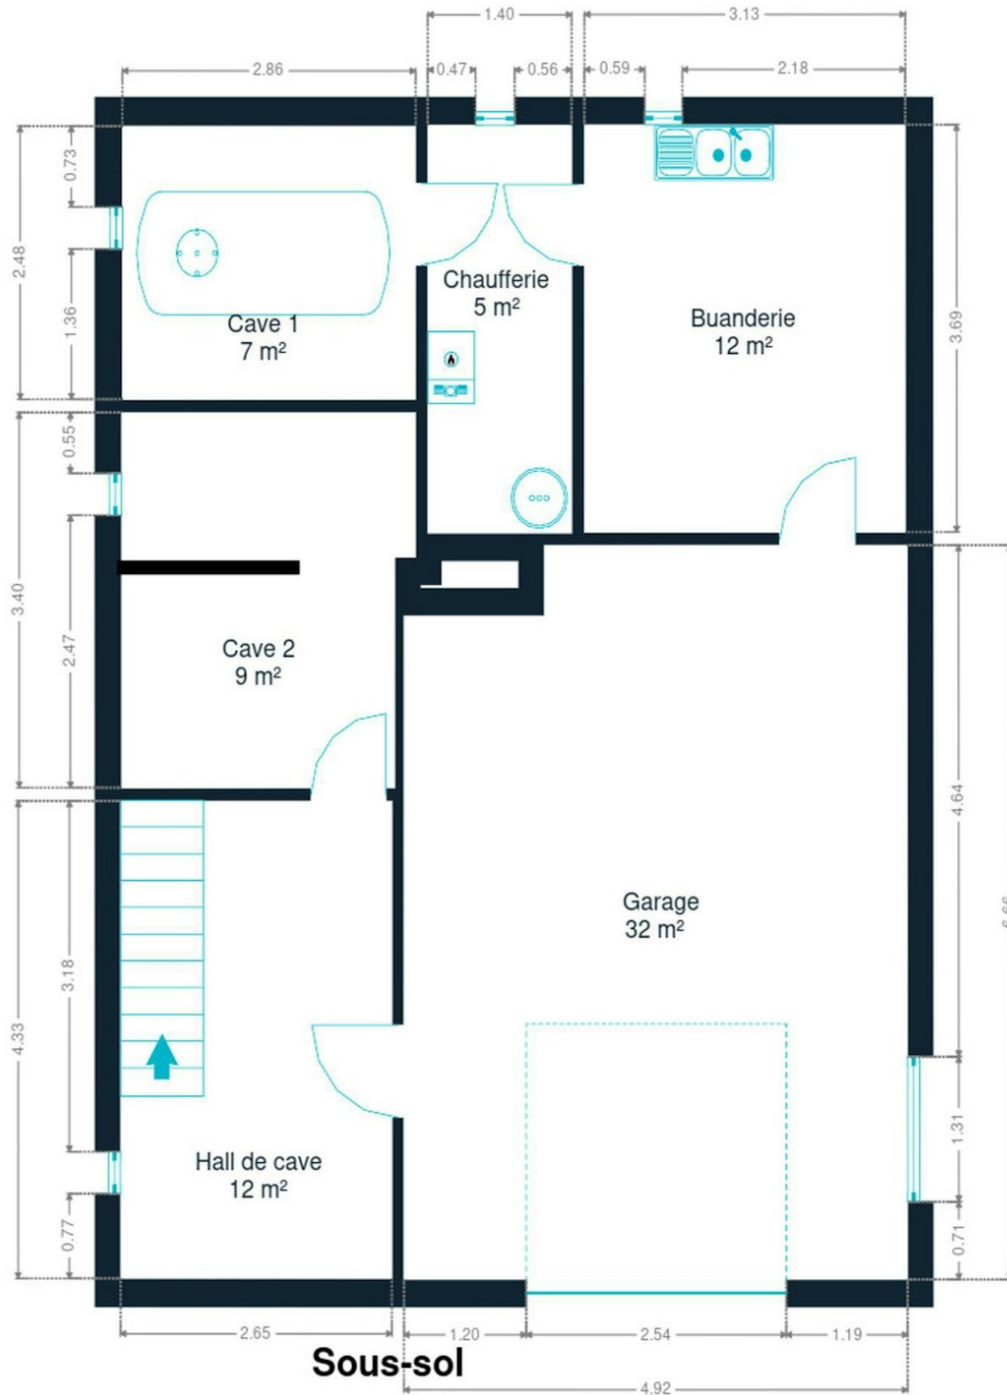 1.40
3.13
2.86
0.47
0.56
0.59
2.18
0.73
2.48
1.36
Chaufferie
5 m²
Cave 1
7 m²
Buanderie
12 m²
3.69
0.55
3.40
2.47
Cave 2
9 m²
4.64
Garage
32 m²
6.66
3.18
4.33
1.31
Hall de cave
12 m²
0.77
0.71
2.65
1.20
2.54
1.19
Sous-sol
4.92